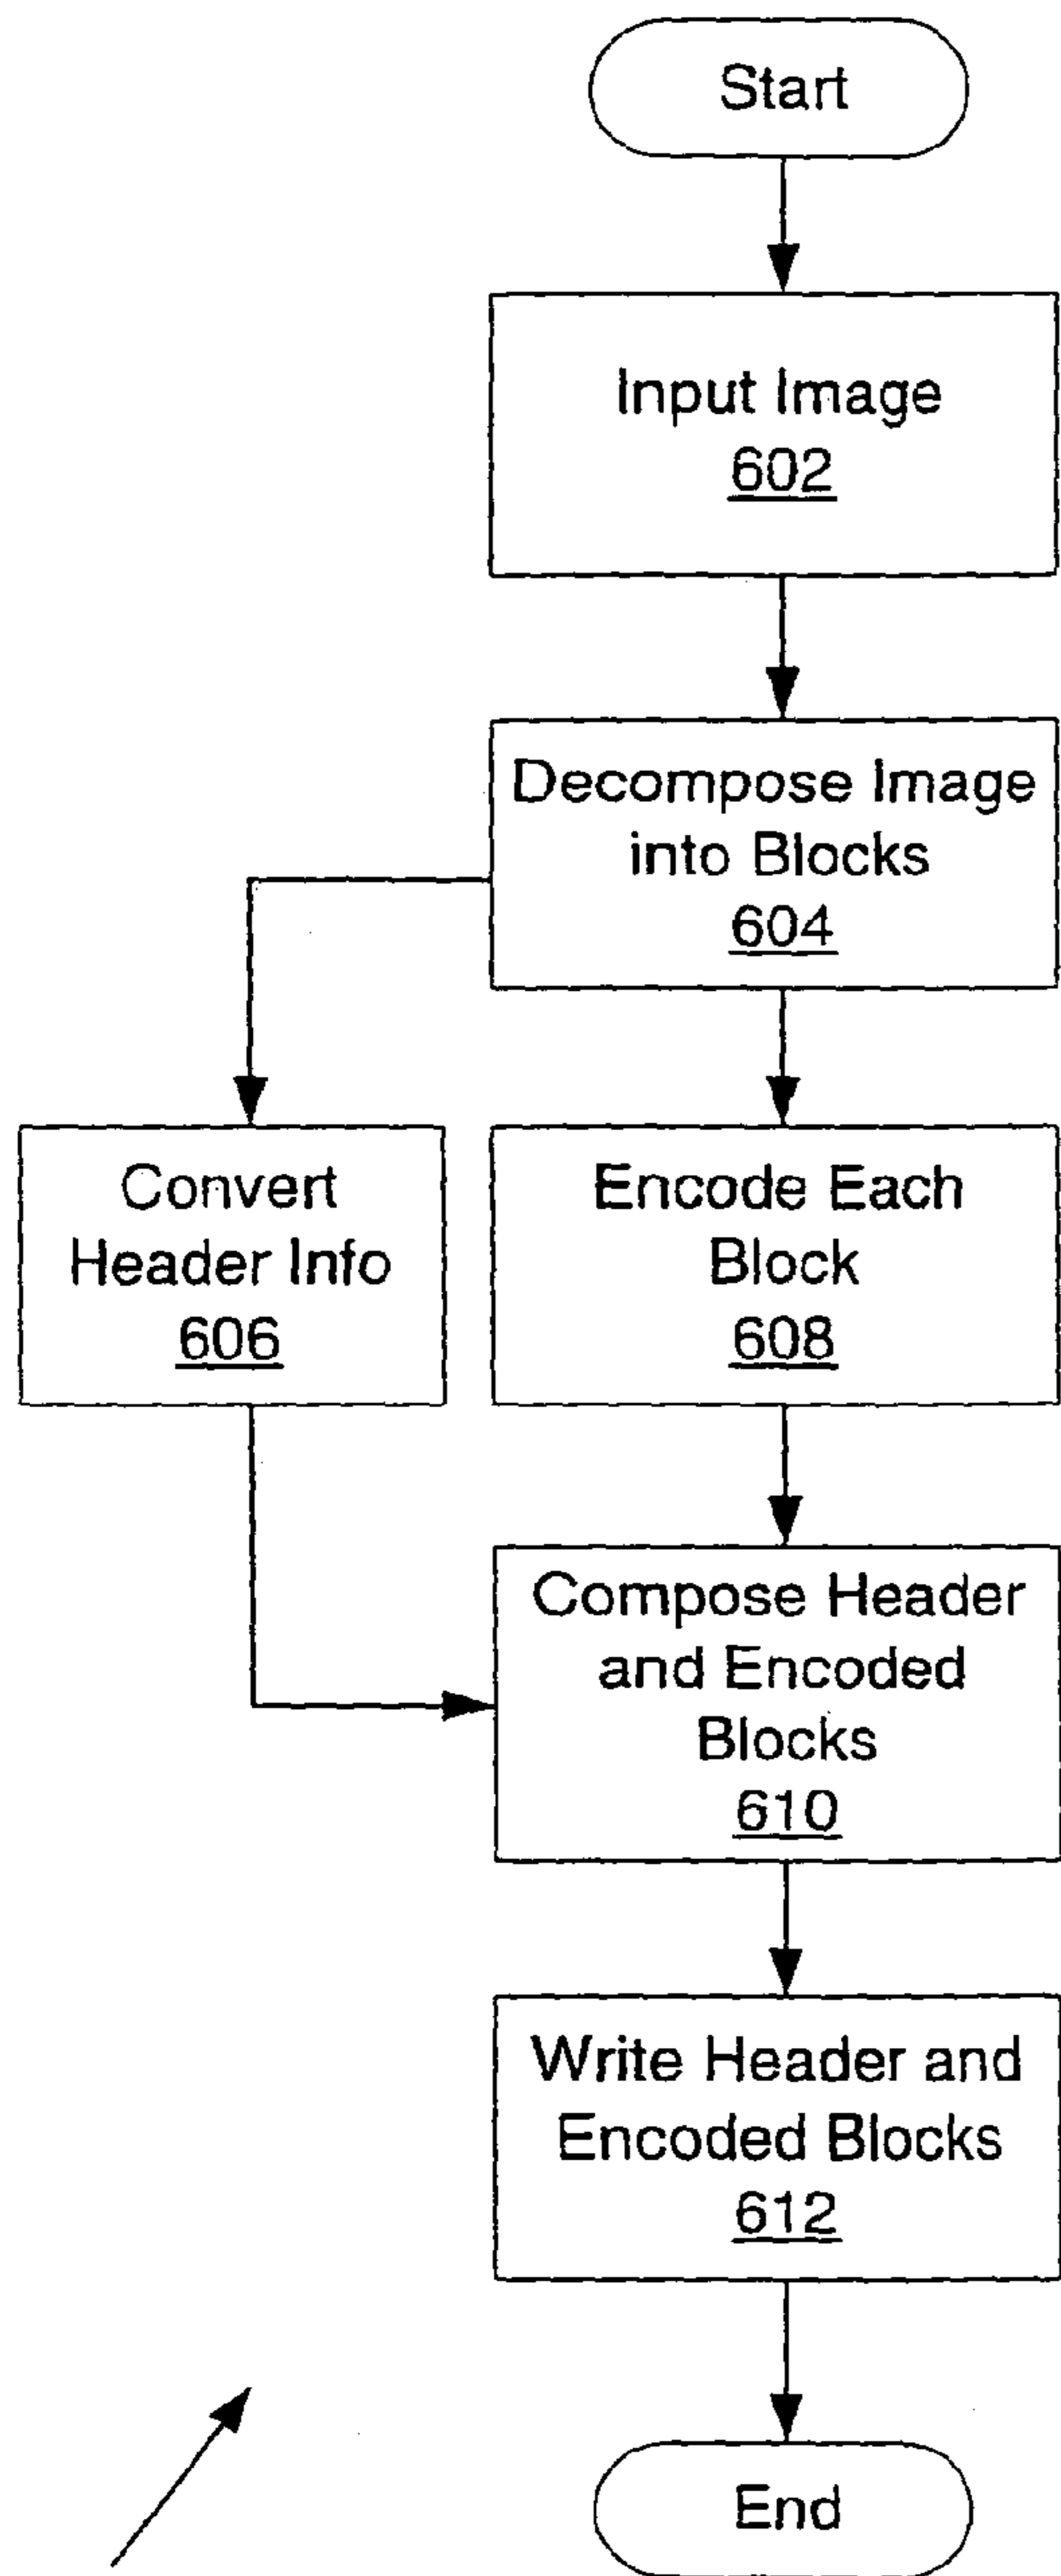 Start
Input Image
602
Decompose Image
into Blocks
604
Convert
Header Info
606
Encode Each
Block
608
Compose Header
and Encoded
Blocks
610
Write Header and
Encoded Blocks
612
End